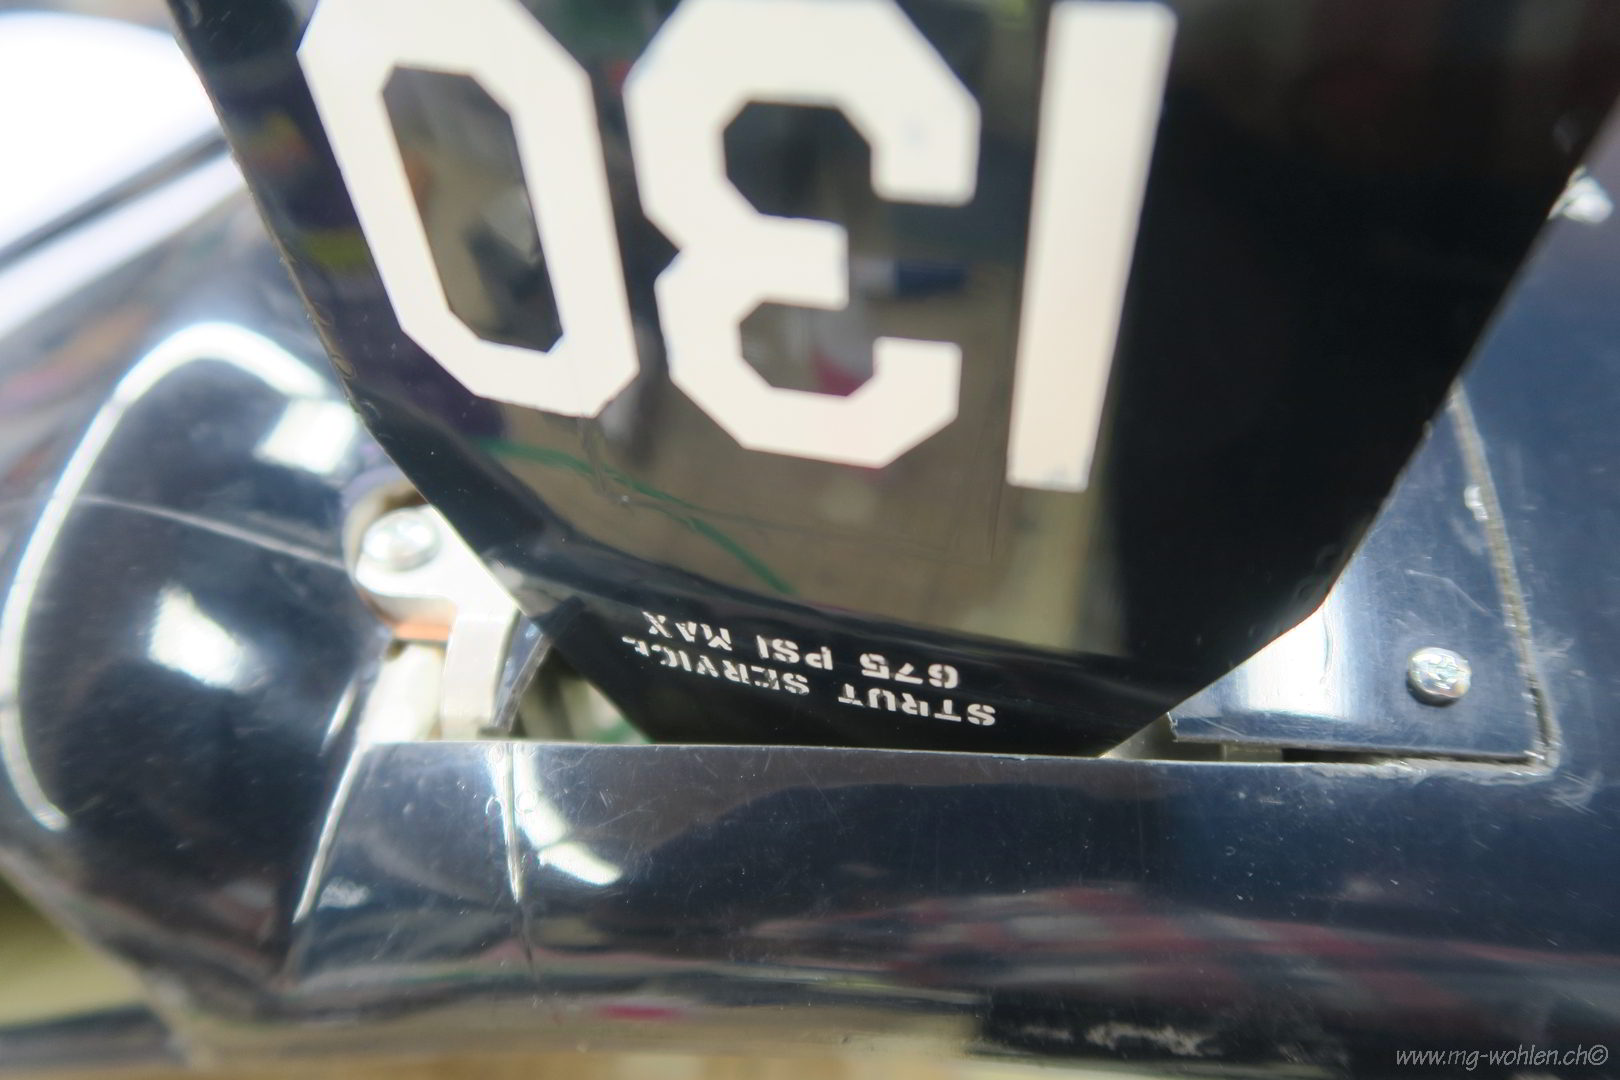 STRUT SERVICE
675 PSI MAX
130
www.mg-wohlen.ch©